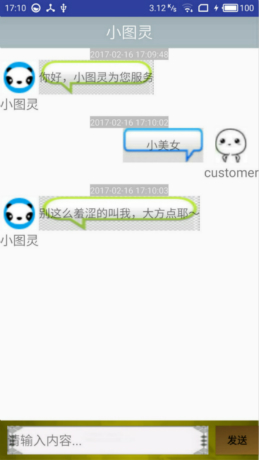 17:10 3.12 K/s 100
小图灵
2017-02-16 17:09:48
你好，小图灵为您服务
小图灵
2017-02-16 17:10:02
小美女
customer
2017-02-16 17:10:03
别这么羞涩的叫我，大方点耶~
小图灵
请输入内容... 发送